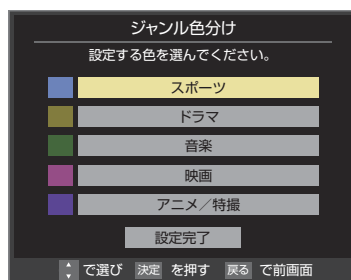 ジャンル色分け
設定する色を選んでください。
スポーツ
ドラマ
音楽
映画
アニメ／特撮
設定完了
で選び 決定 を押す 戻る で前画面